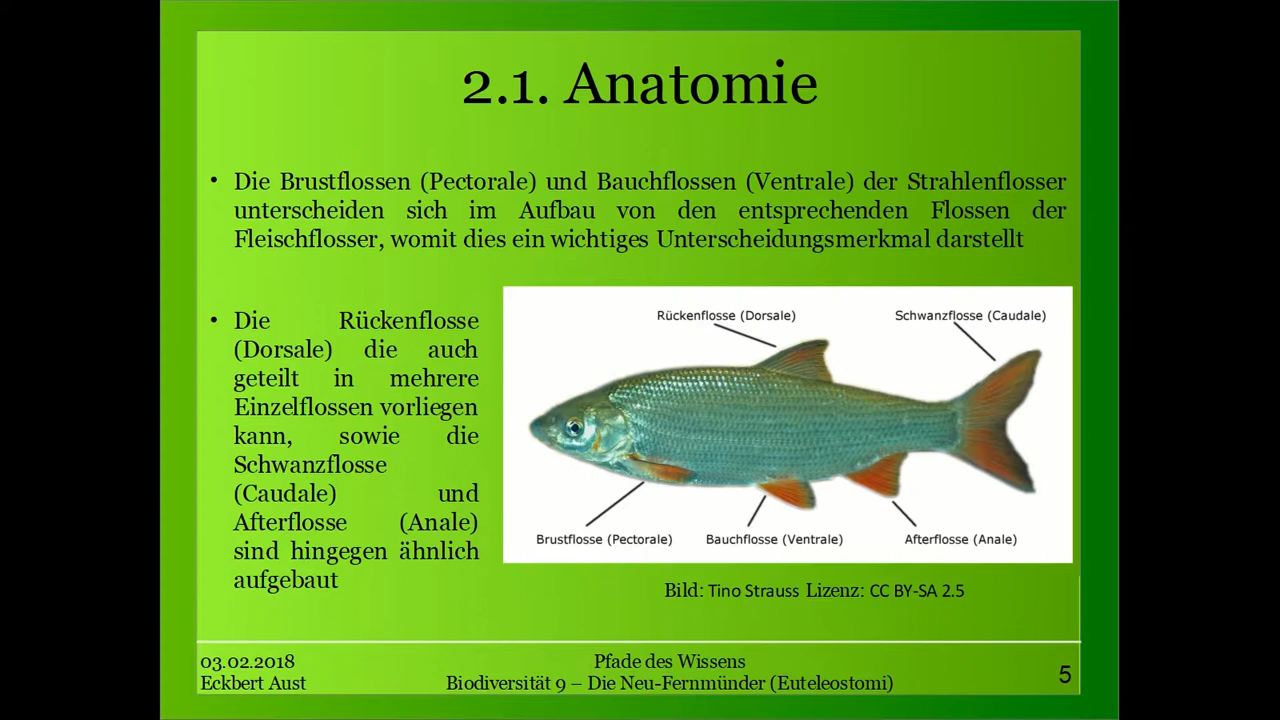 2.1. Anatomie
• Die Brustflossen (Pectorale) und Bauchflossen (Ventrale) der Strahlenflosser
unterscheiden sich im Aufbau von den entsprechenden Flossen der
Fleischflosser, womit dies ein wichtiges Unterscheidungsmerkmal darstellt
• Die Rückenflosse
(Dorsale) die auch
geteilt in mehrere
Einzelflossen vorliegen
kann, sowie die
Schwanzflosse
(Caudale) und
Afterflosse (Anale)
sind hingegen ähnlich
aufgebaut
Rückenflosse (Dorsale)
Schwanzflosse (Caudale)
Brustflosse (Pectorale)
Bauchflosse (Ventrale)
Afterflosse (Anale)
Bild: Tino Strauss Lizenz: CC BY-SA 2.5
03.02.2018
Eckbert Aust
Pfade des Wissens
Biodiversität 9 – Die Neu-Fernmünder (Euteleostomi)
5